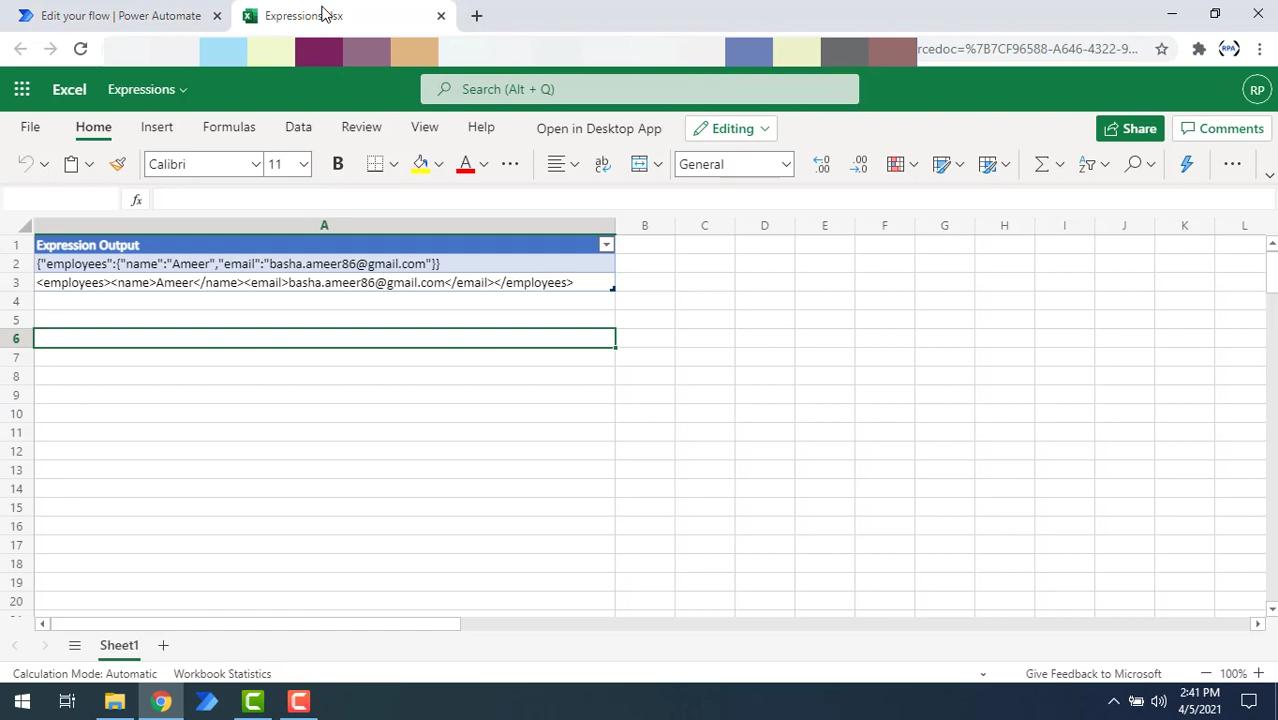 Edit your flow | Power Automate
Expressions.xlsx
rcedoc=%7B7CF96588-A646-4322-9...
RPA
Excel
Expressions
Search (Alt + Q)
RP
File
Home
Insert
Formulas
Data
Review
View
Help
Open in Desktop App
Editing
Share
Comments
Calibri
11
B
A
General
fx
A
B
C
D
E
F
G
H
I
J
K
L
1
Expression Output
2
{"employees":{"name":"Ameer","email":"basha.ameer86@gmail.com"}}
3
<employees><name>Ameer</name><email>basha.ameer86@gmail.com</email></employees>
4
5
6
7
8
9
10
11
12
13
14
15
16
17
18
19
20
Sheet1
Calculation Mode: Automatic
Workbook Statistics
Give Feedback to Microsoft
100%
2:41 PM
4/5/2021